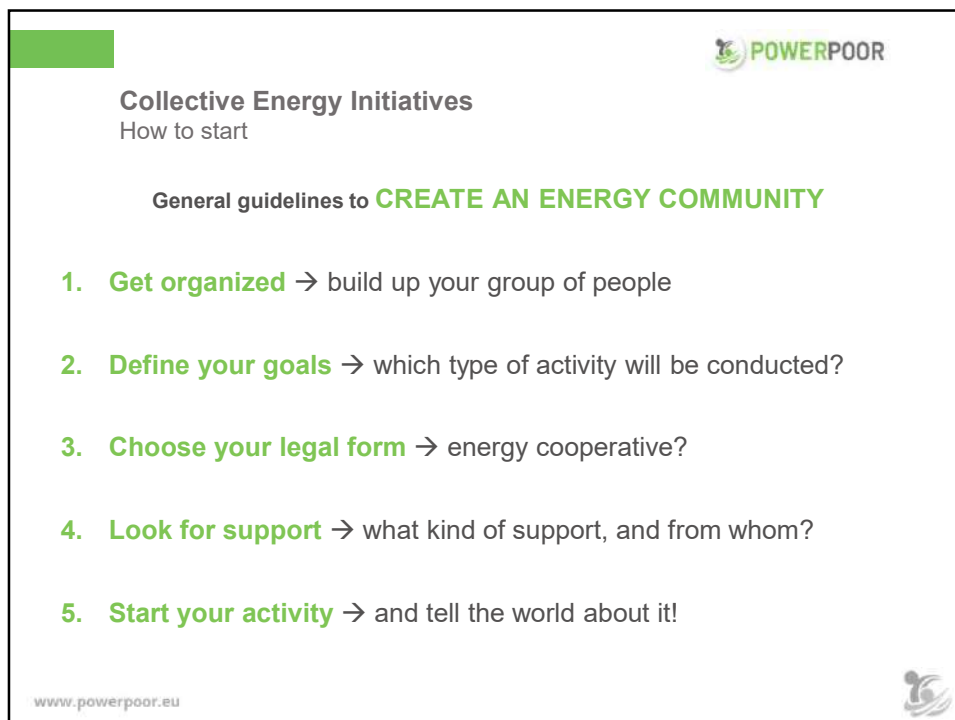 POWERPOOR
Collective Energy Initiatives
How to start
General guidelines to CREATE AN ENERGY COMMUNITY
1. Get organized → build up your group of people
2. Define your goals → which type of activity will be conducted?
3. Choose your legal form → energy cooperative?
4. Look for support → what kind of support, and from whom?
5. Start your activity → and tell the world about it!
www.powerpoor.eu